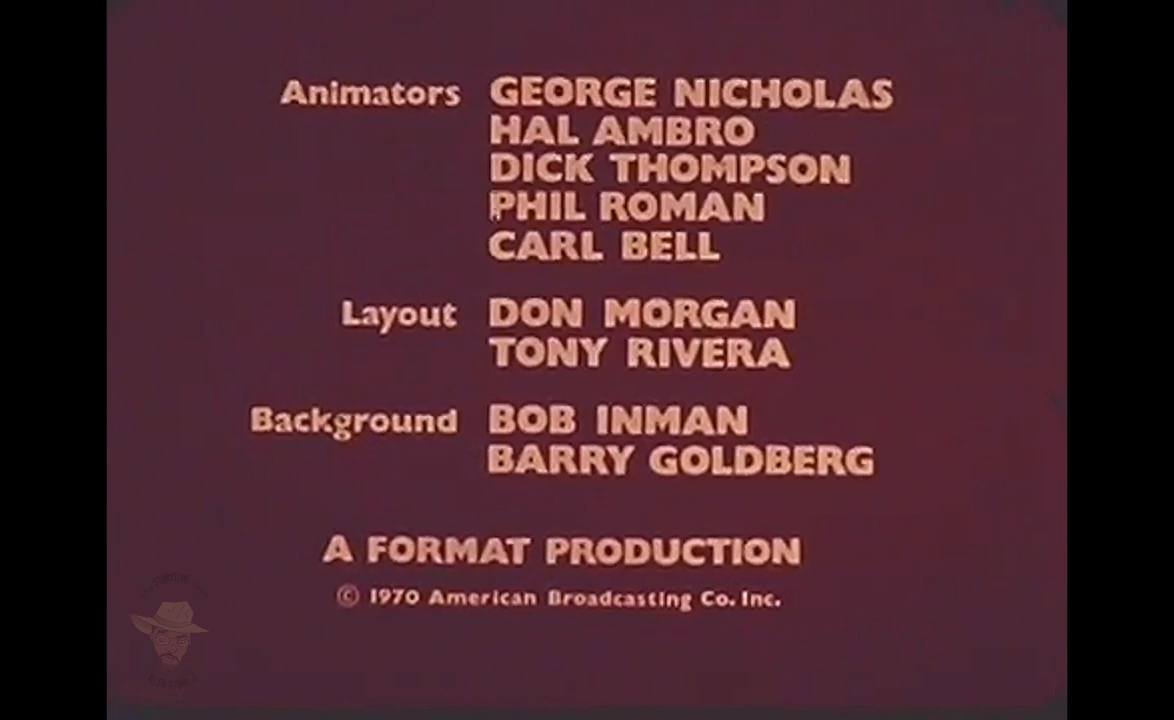 Animators GEORGE NICHOLAS
HAL AMBRO
DICK THOMPSON
PHIL ROMAN
CARL BELL
Layout DON MORGAN
TONY RIVERA
Background BOB INMAN
BARRY GOLDBERG
A FORMAT PRODUCTION
© 1970 American Broadcasting Co. Inc.